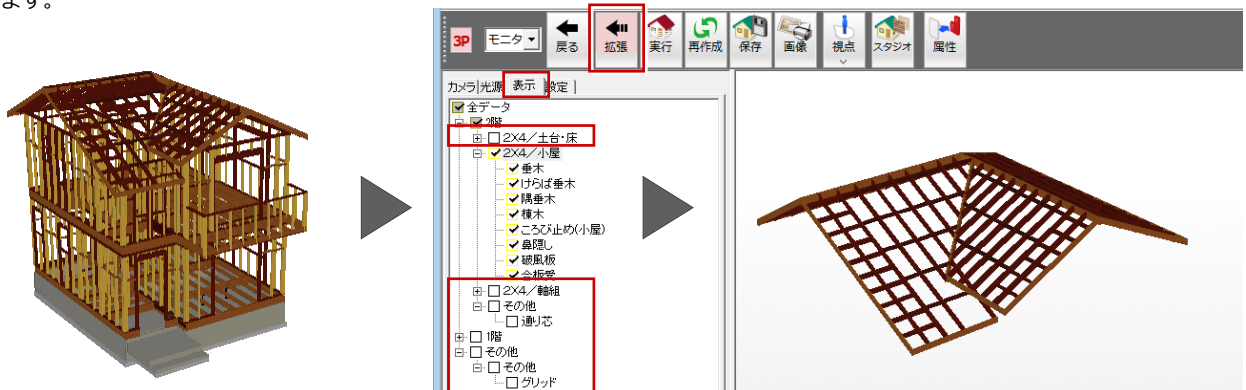 ます。
3P
モニタ
戻る
拡張
実行
再作成
保存
画像
視点
スタジオ
属性
カメラ 光源 表示 設定
全データ
2階
2X4／土台・床
2X4／小屋
垂木
けらば垂木
隅垂木
棟木
ころび止め(小屋)
鼻隠し
破風板
合板受
2X4／軸組
その他
通り芯
1階
その他
その他
グリッド